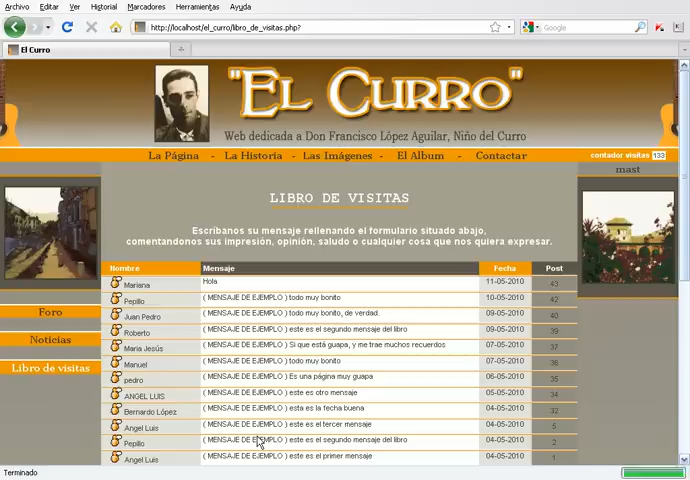 Archivo Editar Ver Historial Marcadores Herramientas Ayuda
http://localhost/el_curro/libro_de_visitas.php?
Google
El Curro
"El Curro"
Web dedicada a Don Francisco López Aguilar, Niño del Curro
La Página - La Historia - Las Imágenes - El Album - Contactar
contador visitas 133
mast
LIBRO DE VISITAS
Escríbanos su mensaje rellenando el formulario situado abajo,
comentandonos sus impresión, opinión, saludo o cualquier cosa que nos quiera expresar.
Nombre Mensaje Fecha Post
Mariana Hola 11-05-2010 43
Pepillo ( MENSAJE DE EJEMPLO ) todo muy bonito 10-05-2010 42
Juan Pedro ( MENSAJE DE EJEMPLO ) todo muy bonito, de verdad. 09-05-2010 40
Roberto ( MENSAJE DE EJEMPLO ) este es el segundo mensaje del libro 09-05-2010 39
Maria Jesús ( MENSAJE DE EJEMPLO ) Si que está guapa, y me trae muchos recuerdos 07-05-2010 37
Manuel ( MENSAJE DE EJEMPLO ) todo muy bonito 07-05-2010 36
pedro ( MENSAJE DE EJEMPLO ) Es una página muy guapa 06-05-2010 35
ANGEL LUIS ( MENSAJE DE EJEMPLO ) este es otro mensaje 05-05-2010 34
Bernardo López ( MENSAJE DE EJEMPLO ) esta es la fecha buena 04-05-2010 32
Angel Luis ( MENSAJE DE EJEMPLO ) este es el tercer mensaje 04-05-2010 5
Pepillo ( MENSAJE DE EJEMPLO ) este es el segundo mensaje del libro 04-05-2010 2
Angel Luis ( MENSAJE DE EJEMPLO ) este es el primer mensaje 04-05-2010 1
Foro
Noticias
Libro de visitas
Terminado